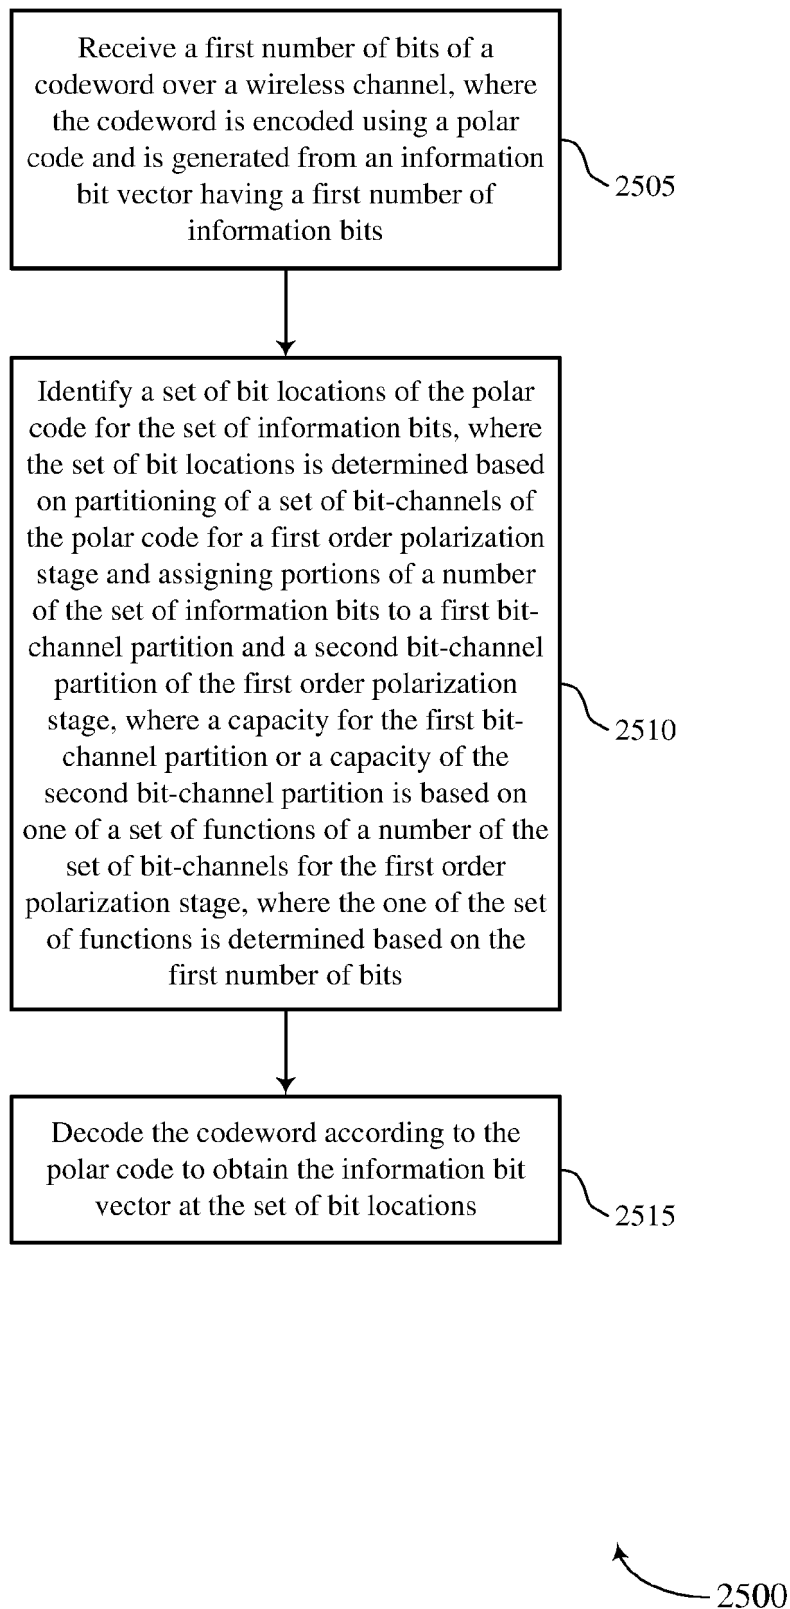 Receive a first number of bits of a
codeword over a wireless channel, where
the codeword is encoded using a polar
code and is generated from an information
bit vector having a first number of
information bits
2505
Identify a set of bit locations of the polar
code for the set of information bits, where
the set of bit locations is determined based
on partitioning of a set of bit-channels of
the polar code for a first order polarization
stage and assigning portions of a number
of the set of information bits to a first bit-
channel partition and a second bit-channel
partition of the first order polarization
stage, where a capacity for the first bit-
channel partition or a capacity of the
second bit-channel partition is based on
one of a set of functions of a number of the
set of bit-channels for the first order
polarization stage, where the one of the set
of functions is determined based on the
first number of bits
2510
Decode the codeword according to the
polar code to obtain the information bit
vector at the set of bit locations
2515
2500